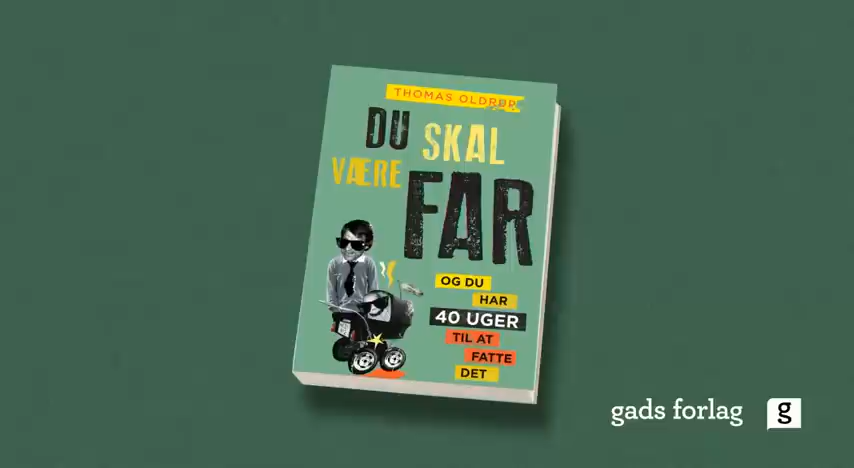 THOMAS OLDRUP
DU SKAL
VÆRE FAR
OG DU
HAR
40 UGER
TIL AT
FATTE
DET
gads forlag g